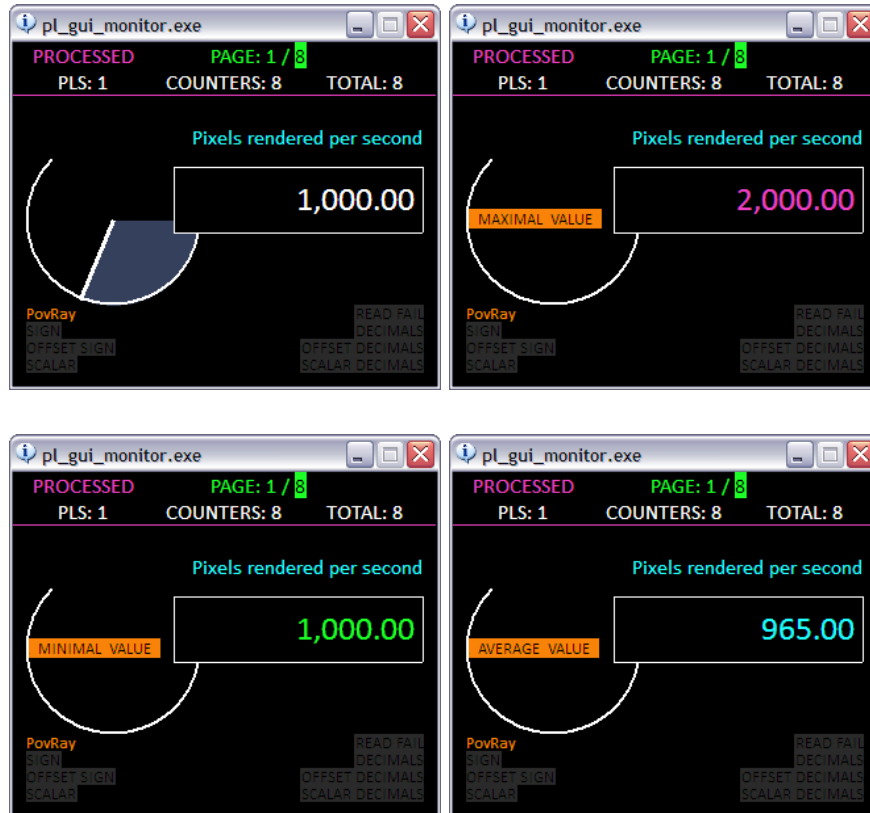 pl_gui_monitor.exe
PROCESSED PAGE: 1 / 8
PLS: 1 COUNTERS: 8 TOTAL: 8
Pixels rendered per second
1,000.00
PovRay READ FAIL
SIGN DECIMALS
OFFSET SIGN OFFSET DECIMALS
SCALAR SCALAR DECIMALS
pl_gui_monitor.exe
PROCESSED PAGE: 1 / 8
PLS: 1 COUNTERS: 8 TOTAL: 8
Pixels rendered per second
2,000.00
MAXIMAL VALUE
PovRay READ FAIL
SIGN DECIMALS
OFFSET SIGN OFFSET DECIMALS
SCALAR SCALAR DECIMALS
pl_gui_monitor.exe
PROCESSED PAGE: 1 / 8
PLS: 1 COUNTERS: 8 TOTAL: 8
Pixels rendered per second
1,000.00
MINIMAL VALUE
PovRay READ FAIL
SIGN DECIMALS
OFFSET SIGN OFFSET DECIMALS
SCALAR SCALAR DECIMALS
pl_gui_monitor.exe
PROCESSED PAGE: 1 / 8
PLS: 1 COUNTERS: 8 TOTAL: 8
Pixels rendered per second
965.00
AVERAGE VALUE
PovRay READ FAIL
SIGN DECIMALS
OFFSET SIGN OFFSET DECIMALS
SCALAR SCALAR DECIMALS